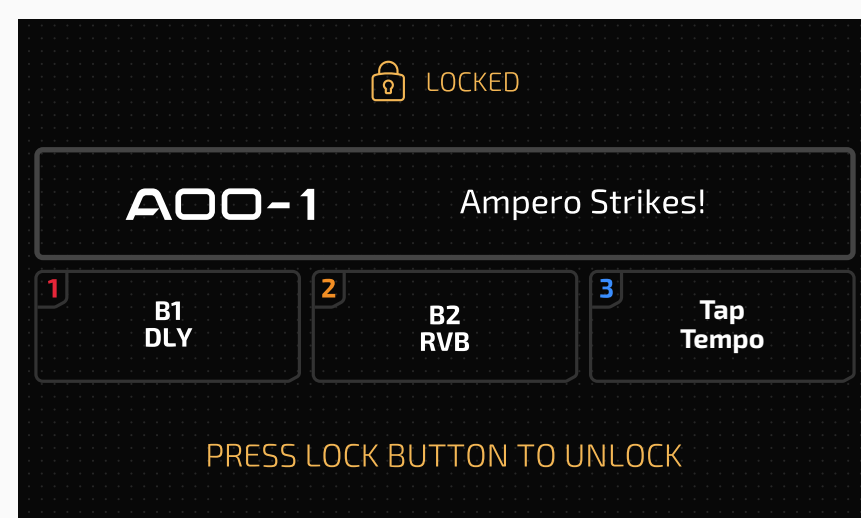 LOCKED
A00-1
Ampero Strikes!
1
B1
DLY
2
B2
RVB
3
Tap
Tempo
PRESS LOCK BUTTON TO UNLOCK